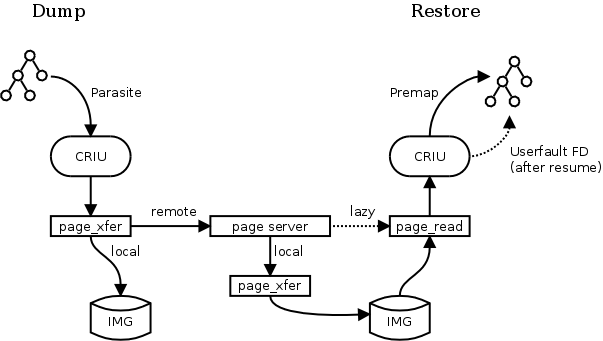 Dump
Restore
Parasite
Premap
CRIU
CRIU
Userfault FD
(after resume)
remote
lazy
page_xfer
page server
page_read
local
local
page_xfer
IMG
IMG